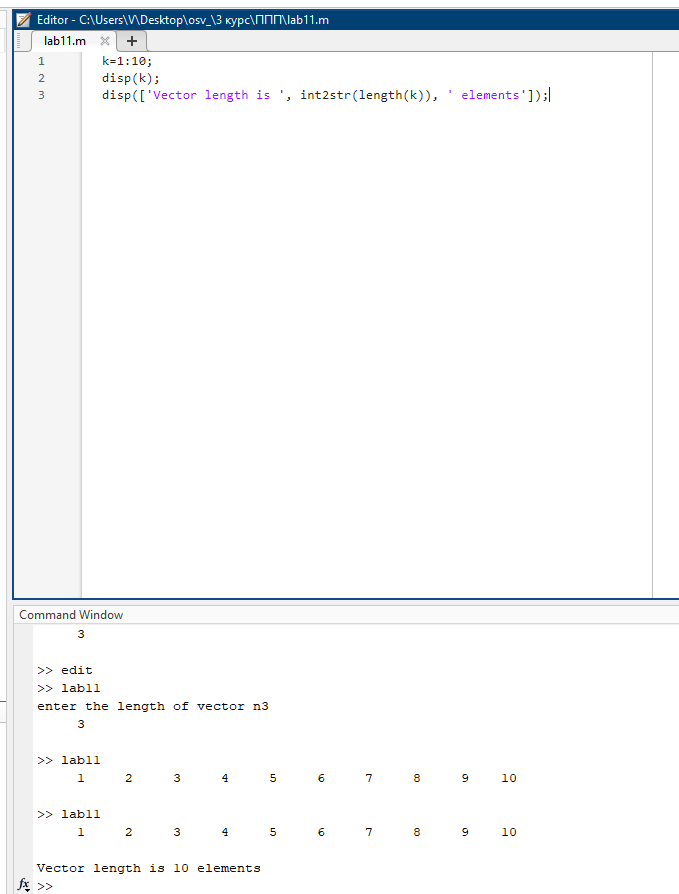 Editor - C:\Users\V\Desktop\osv_\3 курс\ППП\lab11.m
lab11.m
1 k=1:10;
2 disp(k);
3 disp(['Vector length is ', int2str(length(k)), ' elements']);
Command Window
3
>> edit
>> lab11
enter the length of vector n3
3
>> lab11
1 2 3 4 5 6 7 8 9 10
>> lab11
1 2 3 4 5 6 7 8 9 10
Vector length is 10 elements
fx >>